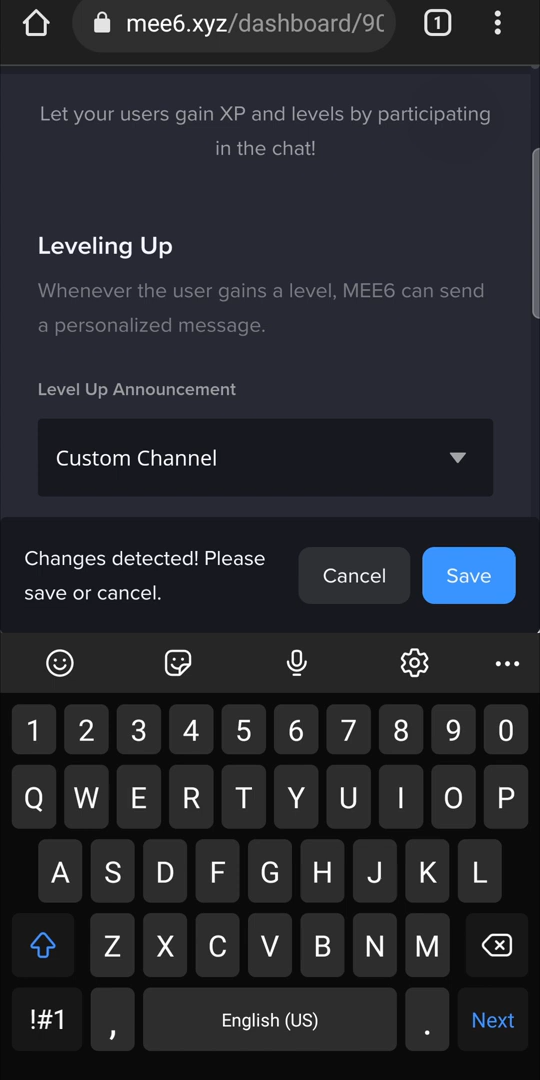 mee6.xyz/dashboard/90
1
Let your users gain XP and levels by participating
in the chat!
Leveling Up
Whenever the user gains a level, MEE6 can send
a personalized message.
Level Up Announcement
Custom Channel
Changes detected! Please
save or cancel.
Cancel
Save
1 2 3 4 5 6 7 8 9 0
Q W E R T Y U I O P
A S D F G H J K L
Z X C V B N M
!#1 , English (US) . Next